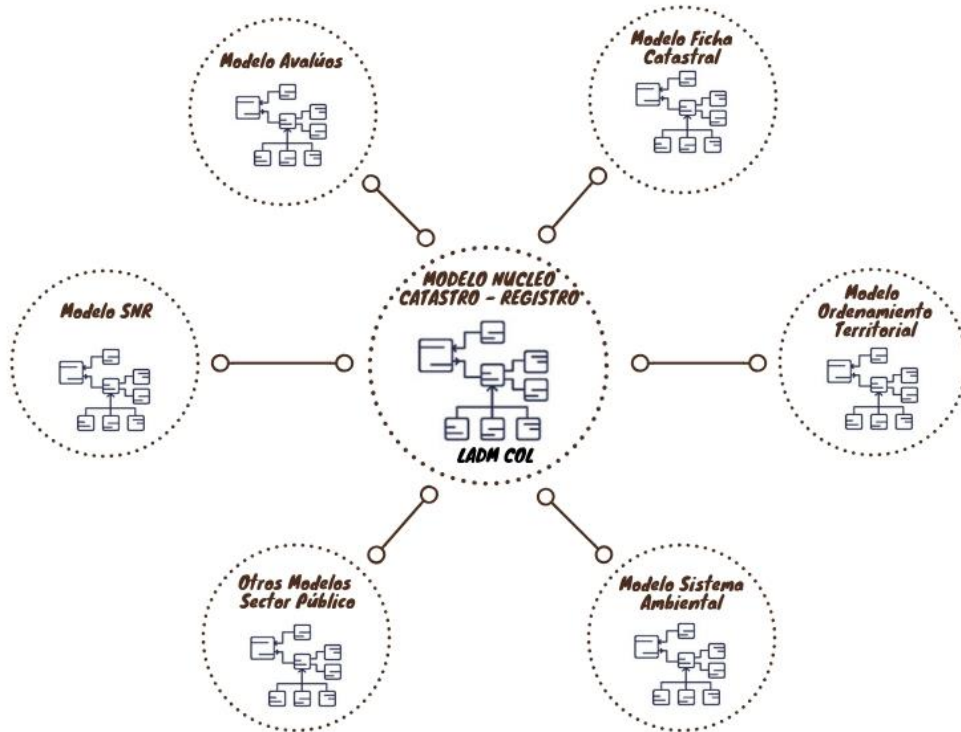 Modelo Avalúos
Modelo Ficha
Catastral
MODELO NUCLEO
CATASTRO - REGISTRO
LADM COL
Modelo SNR
Modelo
Ordenamiento
Territorial
Otros Modelos
Sector Público
Modelo Sistema
Ambiental